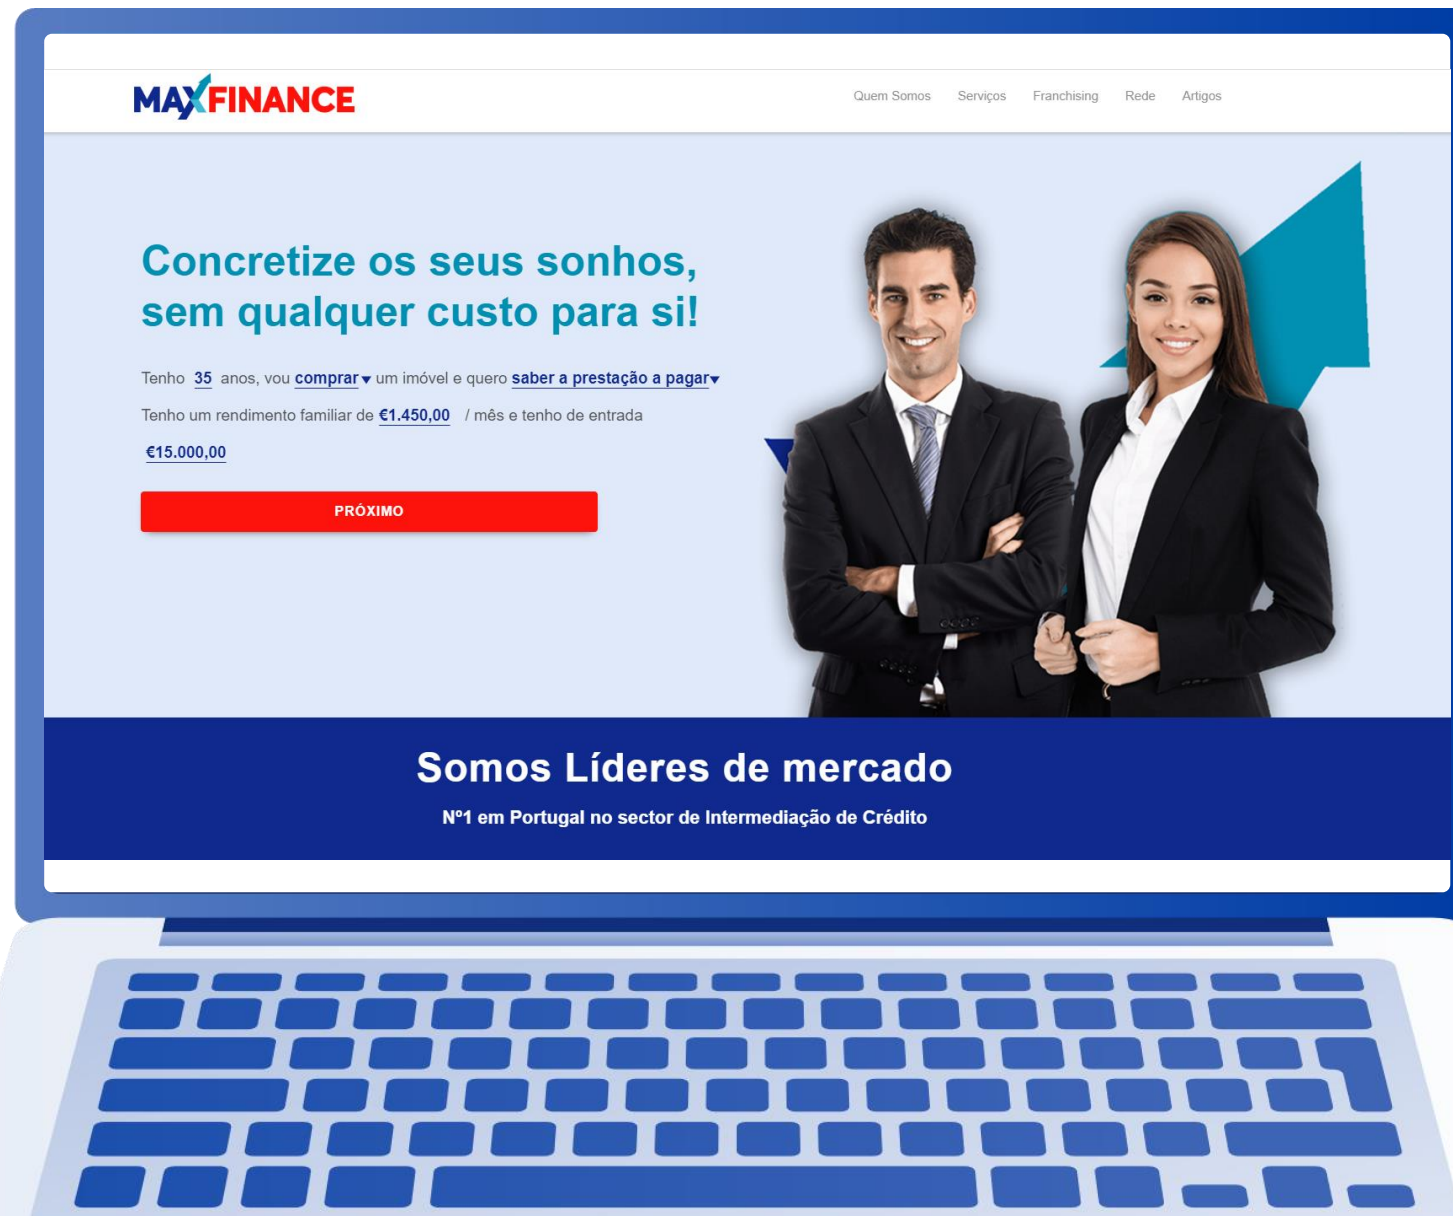 MAXFINANCE
Quem Somos Serviços Franchising Rede Artigos
Concretize os seus sonhos,
sem qualquer custo para si!
Tenho 35 anos, vou comprar um imóvel e quero saber a prestação a pagar
Tenho um rendimento familiar de €1.450,00 / mês e tenho de entrada
€15.000,00
PRÓXIMO
Somos Líderes de mercado
Nº1 em Portugal no sector de Intermediação de Crédito